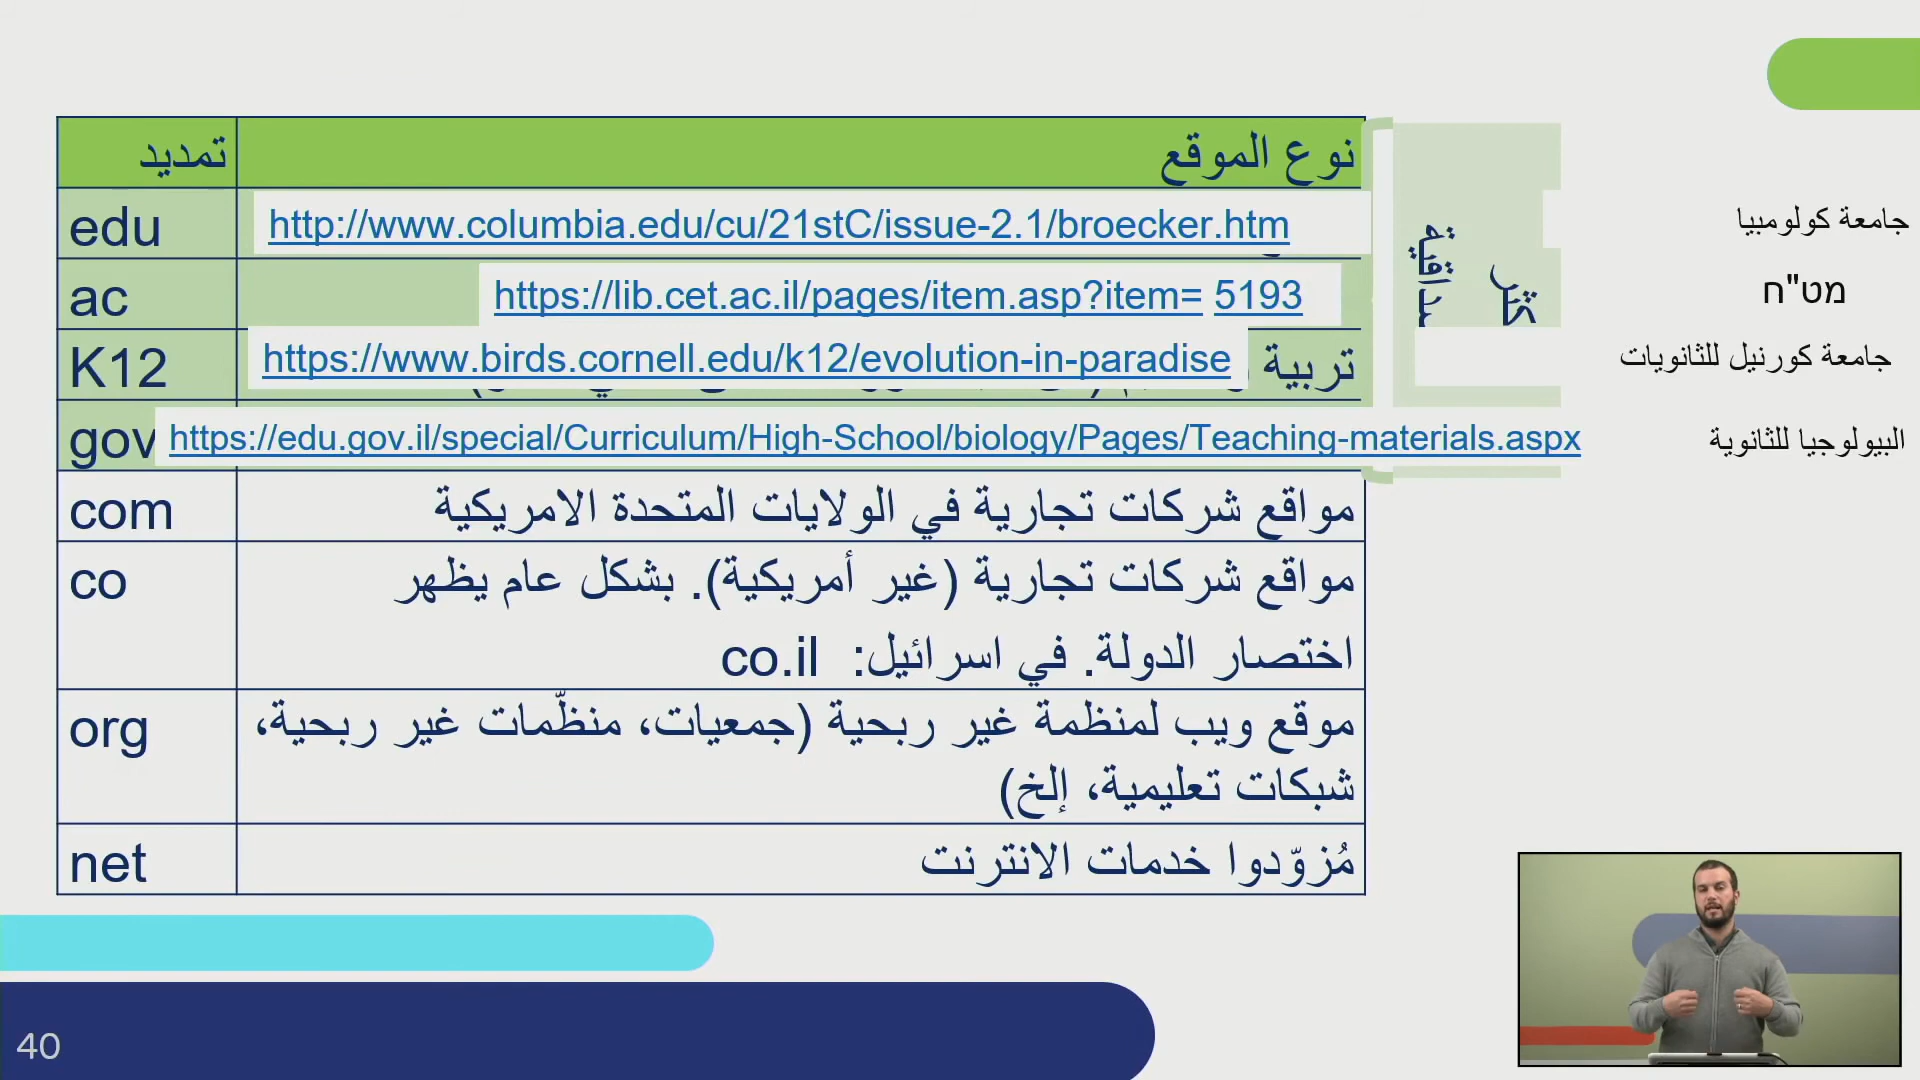 تمديد
نوع الموقع
edu
http://www.columbia.edu/cu/21stC/issue-2.1/broecker.htm
جامعة كولومبيا
ac
https://lib.cet.ac.il/pages/item.asp?item= 5193
מט"ח
K12
https://www.birds.cornell.edu/k12/evolution-in-paradise
تربية
جامعة كورنيل للثانويات
gov
https://edu.gov.il/special/Curriculum/High-School/biology/Pages/Teaching-materials.aspx
البيولوجيا للثانوية
com
مواقع شركات تجارية في الولايات المتحدة الامريكية
co
مواقع شركات تجارية (غير أمريكية). بشكل عام يظهر
اختصار الدولة. في اسرائيل: co.il
org
موقع ويب لمنظمة غير ربحية (جمعيات، منظّمات غير ربحية،
شبكات تعليمية، إلخ)
net
مُزوّدوا خدمات الانترنت
40